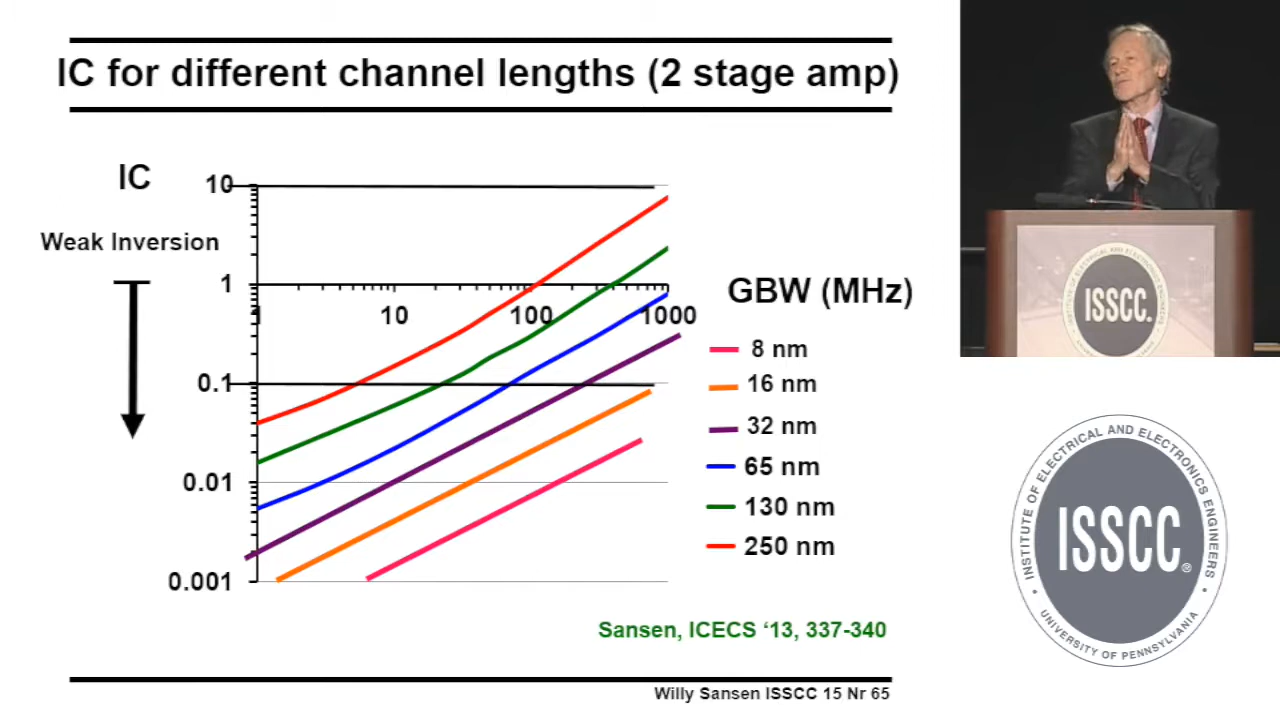 IC for different channel lengths (2 stage amp)
IC
Weak Inversion
10
1
0.1
0.01
0.001
1
10
100
1000
GBW (MHz)
8 nm
16 nm
32 nm
65 nm
130 nm
250 nm
Sansen, ICECS ‘13, 337-340
Willy Sansen ISSCC 15 Nr 65
ISSCC.
INSTITUTE OF ELECTRICAL AND ELECTRONICS ENGINEERS
ISSCC®
UNIVERSITY OF PENNSYLVANIA